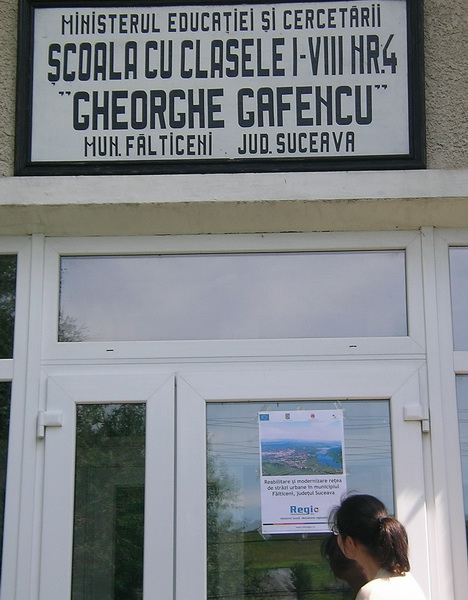 MINISTERUL EDUCAȚIEI ȘI CERCETĂRII
ȘCOALA CU CLASELE I-VIII NR.4
"GHEORGHE GAFENCU"
MUN. FĂLTICENI JUD. SUCEAVA
Reabilitare și modernizare rețea
de străzi urbane în municipiul
Fălticeni, județul Suceava
Regio